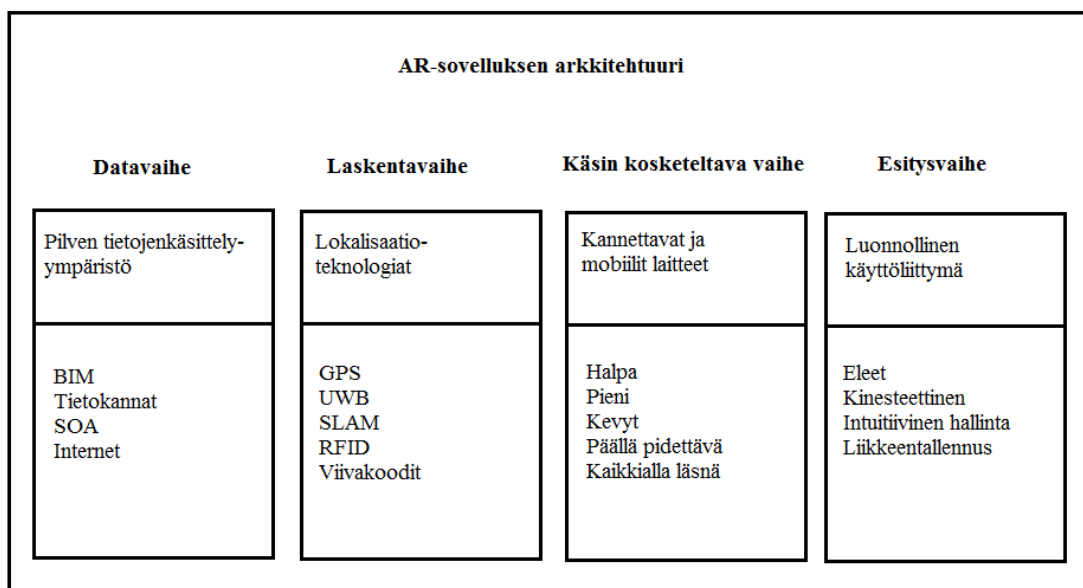 AR-sovelluksen arkkitehtuuri
Datavaihe
Pilven tietojenkäsittely-
ympäristö
BIM
Tietokannat
SOA
Internet
Laskentavaihe
Lokalisaatio-
teknologiat
GPS
UWB
SLAM
RFID
Viivakoodit
Käsin kosketeltava vaihe
Kannettavat ja
mobiilit laitteet
Halpa
Pieni
Kevyt
Päällä pidettävä
Kaikkialla läsnä
Esitysvaihe
Luonnollinen
käyttöliittymä
Eleet
Kinesteettinen
Intuitiivinen hallinta
Liikkeentallennus